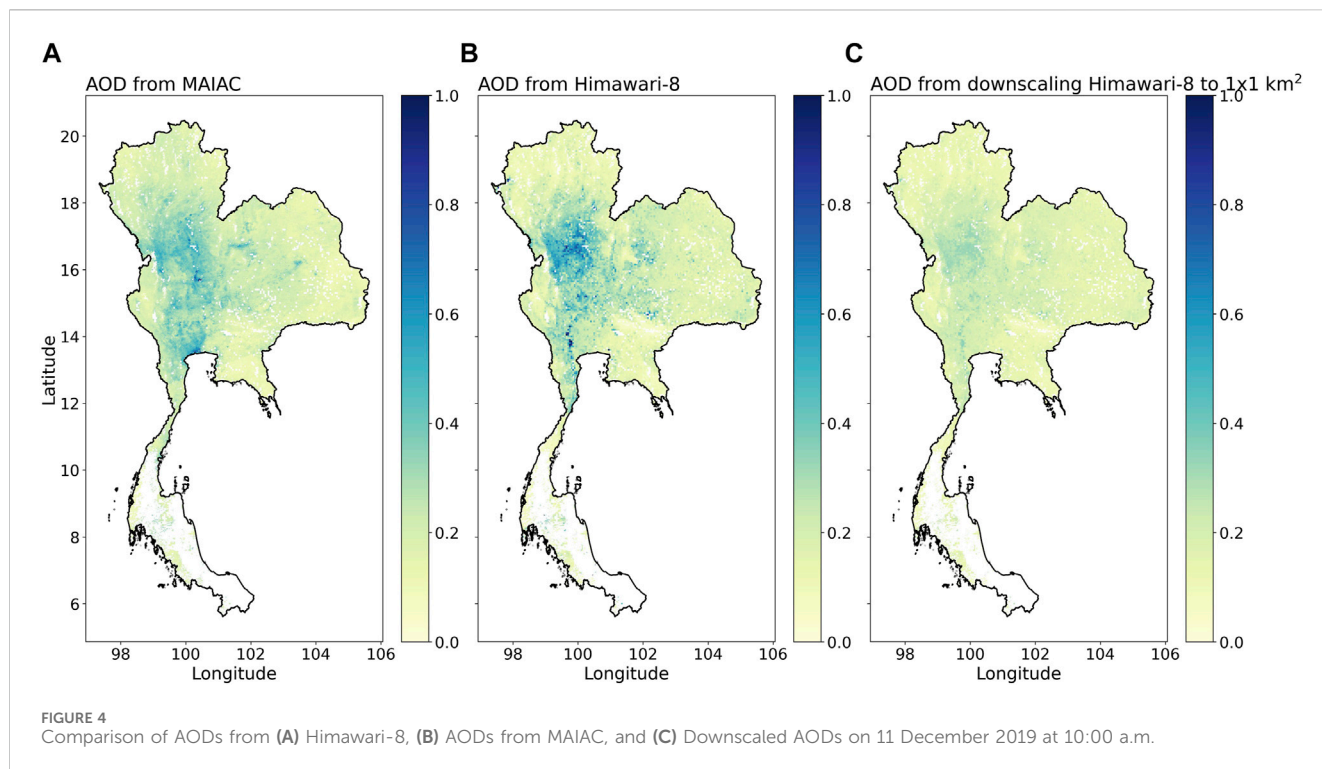 A
B
C
AOD from MAIAC
AOD from Himawari-8
AOD from downscaling Himawari-8 to 1x1 km²
1.0
1.0
1.0
20
18
0.8
0.8
0.8
16
0.6
0.6
0.6
14
Latitude
12
0.4
0.4
0.4
10
8
0.2
0.2
0.2
6
0.0
0.0
0.0
98 100 102 104 106
98 100 102 104 106
98 100 102 104 106
Longitude
Longitude
Longitude
FIGURE 4
Comparison of AODs from (A) Himawari-8, (B) AODs from MAIAC, and (C) Downscaled AODs on 11 December 2019 at 10:00 a.m.